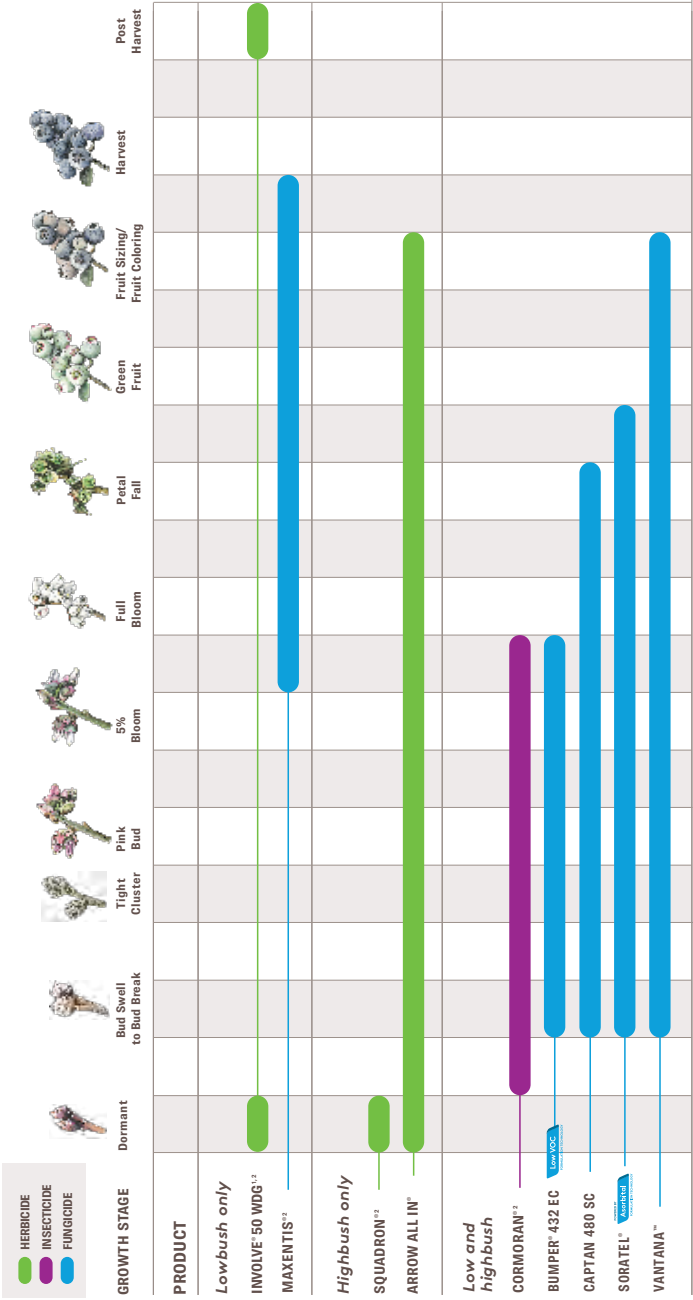 HERBICIDE
INSECTICIDE
FUNGICIDE
GROWTH STAGE
Dormant
Bud Swell
to Bud Break
Tight
Cluster
Pink
Bud
5%
Bloom
Full
Bloom
Petal
Fall
Green
Fruit
Fruit Sizing/
Fruit Coloring
Harvest
Post
Harvest
PRODUCT
Lowbush only
INVOLVE® 50 WDG1,2
MAXENTIS®2
Highbush only
SQUADRON®2
ARROW ALL IN®
Low and
highbush
CORMORAN®2
BUMPER® 432 EC
Low VOC
CAPTAN 480 SC
SORATEL®
Asorbital
VANTANA™